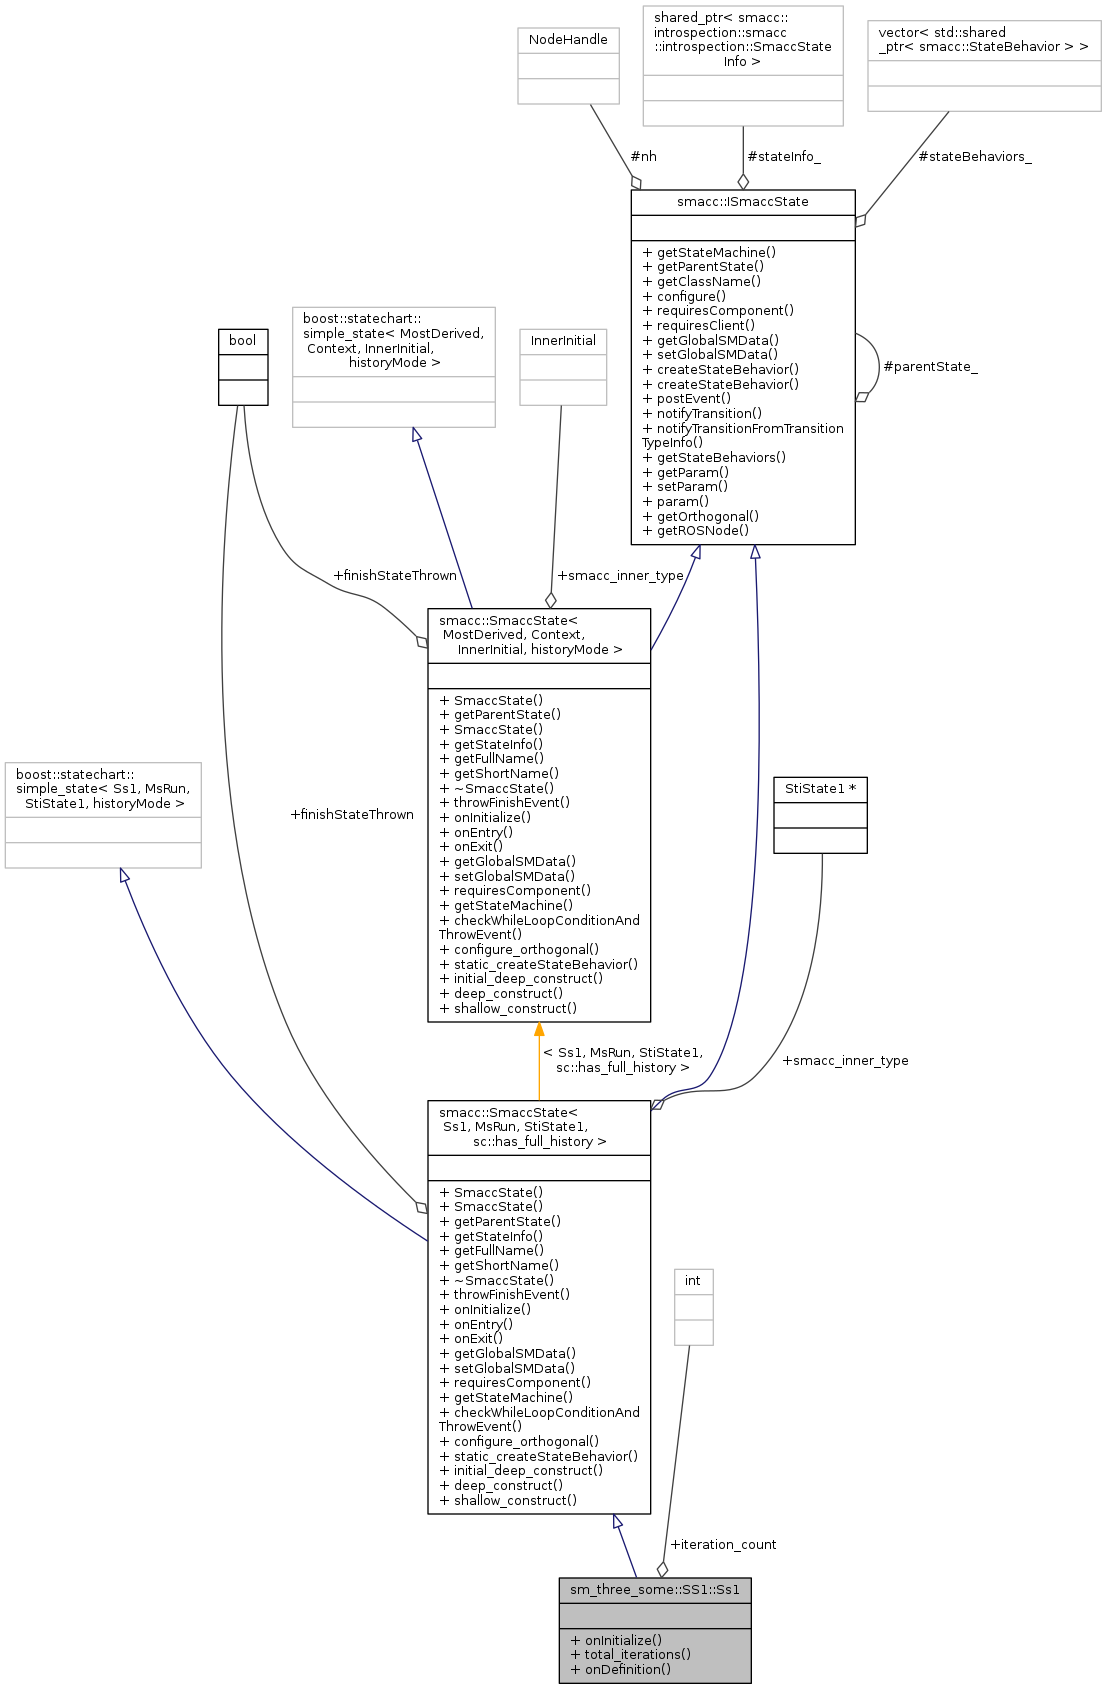 NodeHandle
shared_ptr< smacc::
introspection::smacc
::introspection::SmaccState
Info >
vector< std::shared
_ptr< smacc::StateBehavior > >
#nh
#stateInfo_
#stateBehaviors_
smacc::ISmaccState
+ getStateMachine()
+ getParentState()
+ getClassName()
+ configure()
+ requiresComponent()
+ requiresClient()
+ getGlobalSMData()
+ setGlobalSMData()
+ createStateBehavior()
+ createStateBehavior()
+ postEvent()
+ notifyTransition()
+ notifyTransitionFromTransition
TypeInfo()
+ getStateBehaviors()
+ getParam()
+ setParam()
+ param()
+ getOrthogonal()
+ getROSNode()
#parentState_
bool
boost::statechart::
simple_state< MostDerived,
Context, InnerInitial,
historyMode >
InnerInitial
+finishStateThrown
+smacc_inner_type
smacc::SmaccState<
MostDerived, Context,
InnerInitial, historyMode >
+ SmaccState()
+ getParentState()
+ SmaccState()
+ getStateInfo()
+ getFullName()
+ getShortName()
+ ~SmaccState()
+ throwFinishEvent()
+ onInitialize()
+ onEntry()
+ onExit()
+ getGlobalSMData()
+ setGlobalSMData()
+ requiresComponent()
+ getStateMachine()
+ checkWhileLoopConditionAnd
ThrowEvent()
+ configure_orthogonal()
+ static_createStateBehavior()
+ initial_deep_construct()
+ deep_construct()
+ shallow_construct()
boost::statechart::
simple_state< Ss1, MsRun,
StiState1, historyMode >
+finishStateThrown
StiState1 *
< Ss1, MsRun, StiState1,
sc::has_full_history >
+smacc_inner_type
smacc::SmaccState<
Ss1, MsRun, StiState1,
sc::has_full_history >
+ SmaccState()
+ SmaccState()
+ getParentState()
+ getStateInfo()
+ getFullName()
+ getShortName()
+ ~SmaccState()
+ throwFinishEvent()
+ onInitialize()
+ onEntry()
+ onExit()
+ getGlobalSMData()
+ setGlobalSMData()
+ requiresComponent()
+ getStateMachine()
+ checkWhileLoopConditionAnd
ThrowEvent()
+ configure_orthogonal()
+ static_createStateBehavior()
+ initial_deep_construct()
+ deep_construct()
+ shallow_construct()
int
+iteration_count
sm_three_some::SS1::Ss1
+ onInitialize()
+ total_iterations()
+ onDefinition()